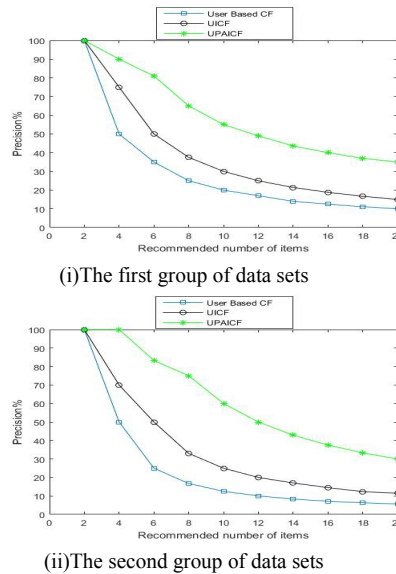 User Based CF
UICF
UPAICF
100
90
80
70
60
50
40
30
20
10
0
Precision%
0 2 4 6 8 10 12 14 16 18 2
Recommended number of items
(i)The first group of data sets
User Based CF
UICF
UPAICF
100
90
80
70
60
50
40
30
20
10
0
Precision%
0 2 4 6 8 10 12 14 16 18 2
Recommended number of items
(ii)The second group of data sets